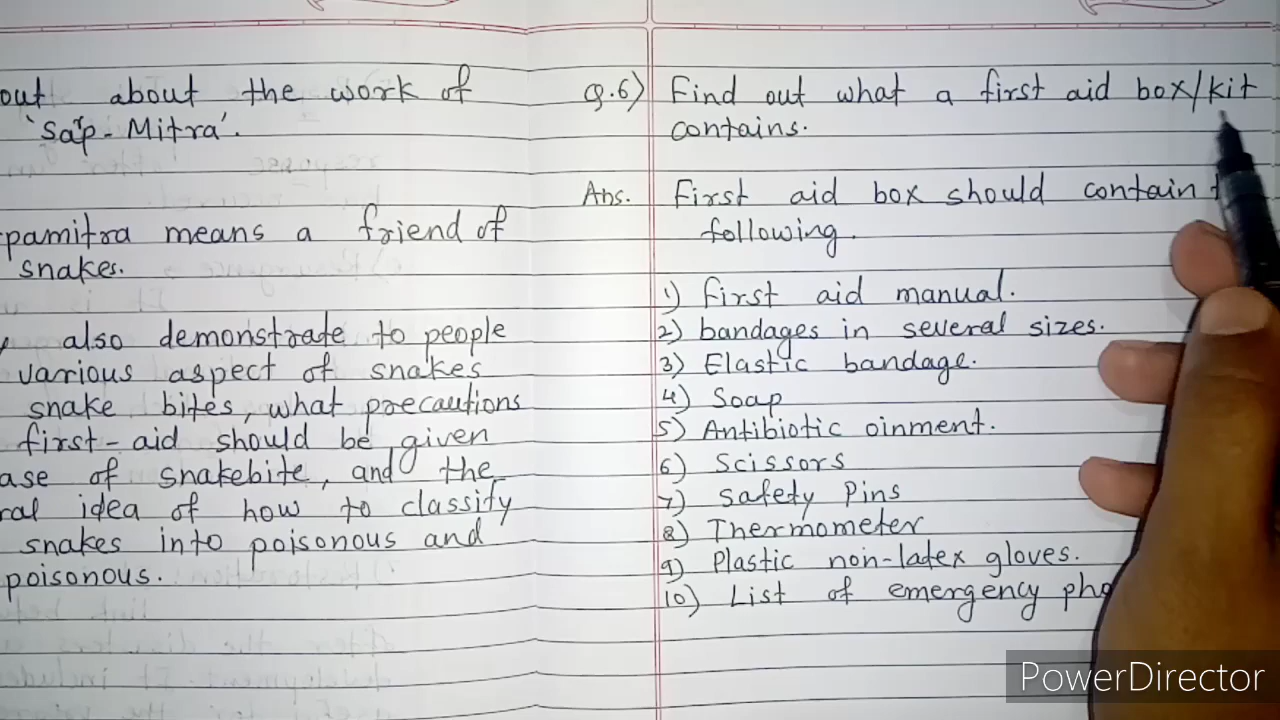 out about the work of
'Sarp-Mitra'.
pamitra means a friend of
snakes.
also demonstrate to people
various aspect of snakes
snake bites, what precautions
first-aid should be given
ase of snakebite, and the
ral idea of how to classify
snakes into poisonous and
poisonous.
Q.6) Find out what a first aid box/kit
contains.
Ans. First aid box should contain
following.
1) first aid manual.
2) bandages in several sizes.
3) Elastic bandage.
4) Soap
5) Antibiotic oinment.
6) Scissors
7) Safety Pins
8) Thermometer
9) Plastic non-latex gloves.
10) List of emergency pho
PowerDirector